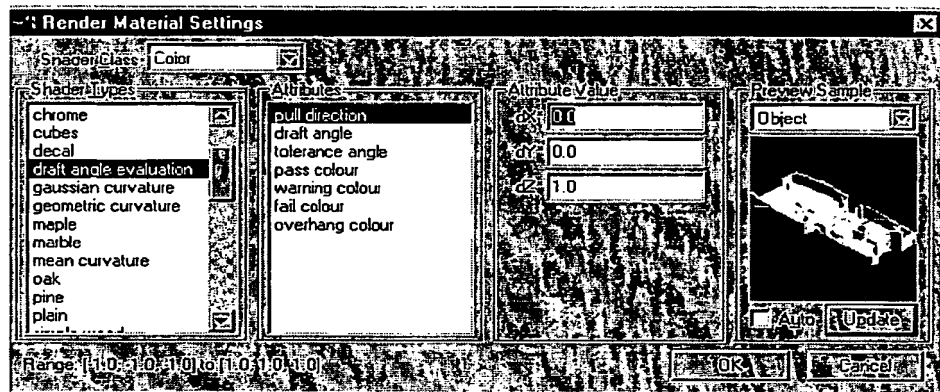 Render Material Settings
Shader Class: Color
Shader Types
chrome
cubes
decal
draft angle evaluation
gaussian curvature
geometric curvature
maple
marble
mean curvature
oak
pine
plain
Attributes
pull direction
draft angle
tolerance angle
pass colour
warning colour
fail colour
overhang colour
Attribute Value
dX: 0.0
dY: 0.0
dZ: 1.0
Preview Sample
Object
Auto
Update
Range: [-1.0, -1.0, -1.0] to [1.0, 1.0, 1.0]
OK
Cancel